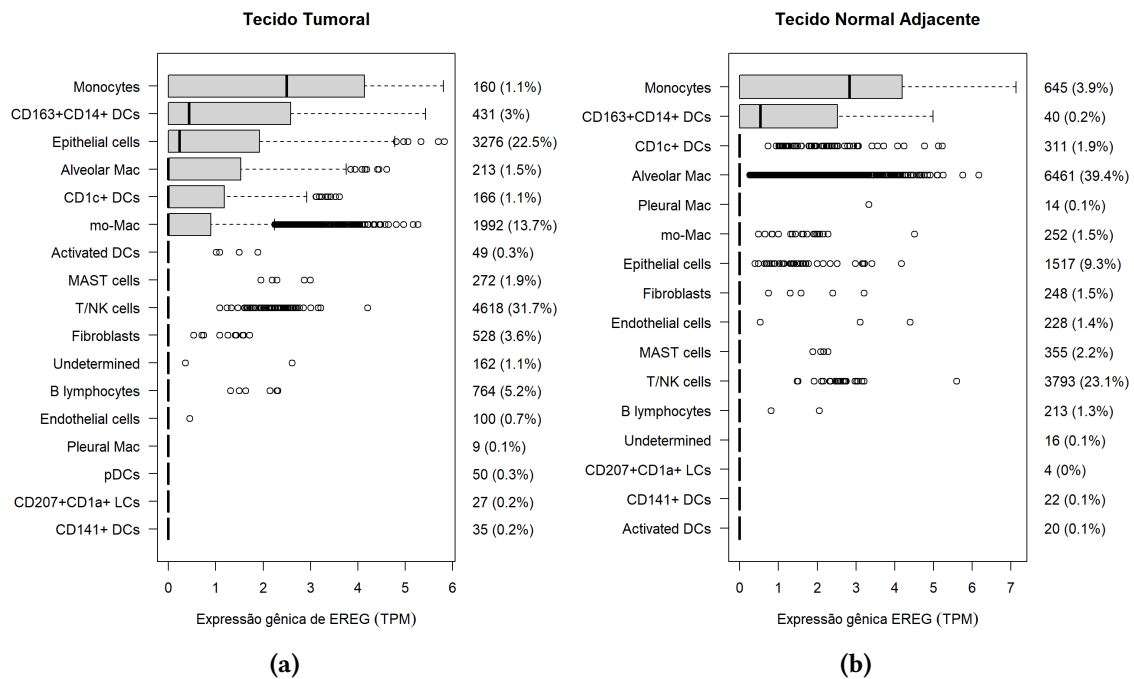 Tecido Tumoral
Monocytes 160 (1.1%)
CD163+CD14+ DCs 431 (3%)
Epithelial cells 3276 (22.5%)
Alveolar Mac 213 (1.5%)
CD1c+ DCs 166 (1.1%)
mo-Mac 1992 (13.7%)
Activated DCs 49 (0.3%)
MAST cells 272 (1.9%)
T/NK cells 4618 (31.7%)
Fibroblasts 528 (3.6%)
Undetermined 162 (1.1%)
B lymphocytes 764 (5.2%)
Endothelial cells 100 (0.7%)
Pleural Mac 9 (0.1%)
pDCs 50 (0.3%)
CD207+CD1a+ LCs 27 (0.2%)
CD141+ DCs 35 (0.2%)
0 1 2 3 4 5 6
Expressão gênica de EREG (TPM)
(a)
Tecido Normal Adjacente
Monocytes 645 (3.9%)
CD163+CD14+ DCs 40 (0.2%)
CD1c+ DCs 311 (1.9%)
Alveolar Mac 6461 (39.4%)
Pleural Mac 14 (0.1%)
mo-Mac 252 (1.5%)
Epithelial cells 1517 (9.3%)
Fibroblasts 248 (1.5%)
Endothelial cells 228 (1.4%)
MAST cells 355 (2.2%)
T/NK cells 3793 (23.1%)
B lymphocytes 213 (1.3%)
Undetermined 16 (0.1%)
CD207+CD1a+ LCs 4 (0%)
CD141+ DCs 22 (0.1%)
Activated DCs 20 (0.1%)
0 1 2 3 4 5 6 7
Expressão gênica EREG (TPM)
(b)